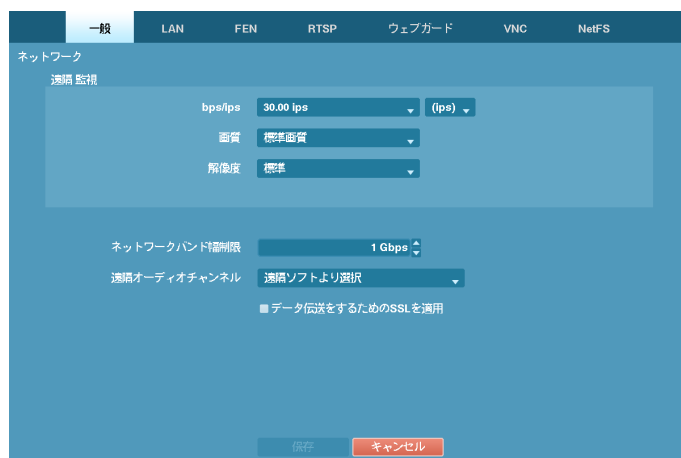 一般 LAN FEN RTSP ウェブガード VNC NetFS
ネットワーク
遠隔 監視
bps/ips 30.00 ips (ips)
画質 標準画質
解像度 標準
ネットワークバンド幅制限 1 Gbps
遠隔オーディオチャンネル 遠隔ソフトより選択
データ伝送をするためのSSLを適用
保存 キャンセル